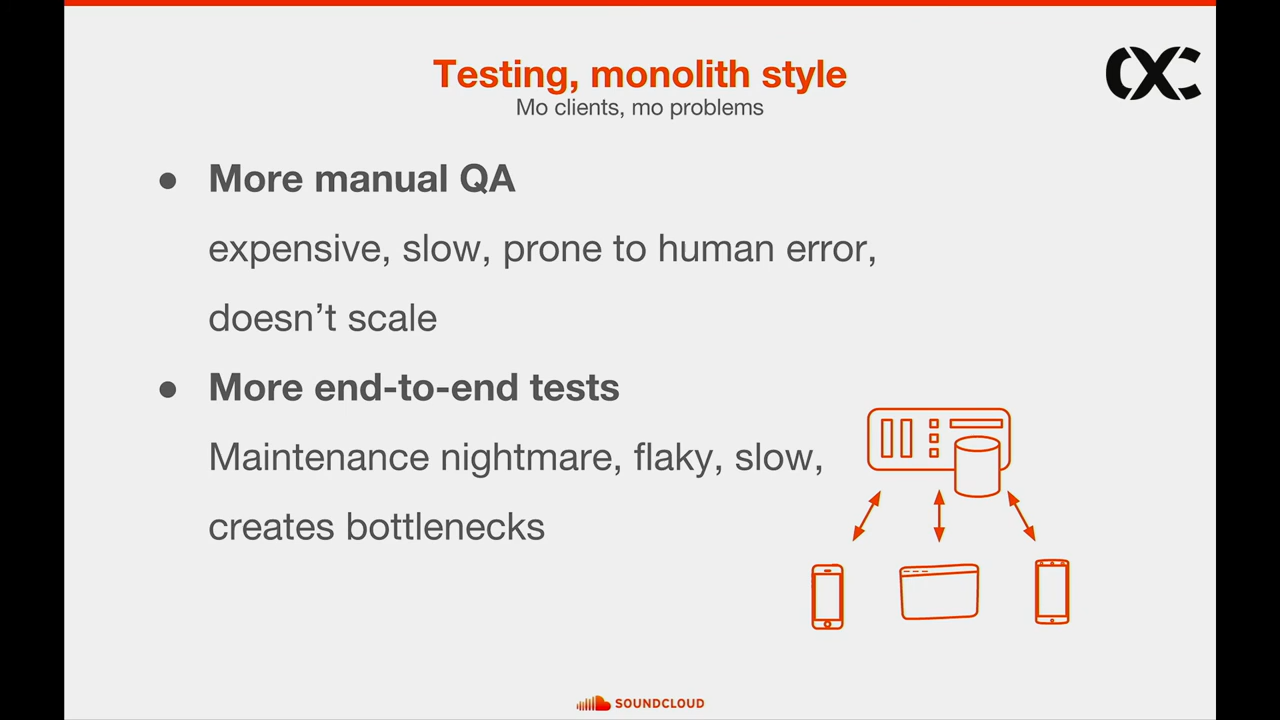 Testing, monolith style
Mo clients, mo problems
● More manual QA
expensive, slow, prone to human error,
doesn’t scale
● More end-to-end tests
Maintenance nightmare, flaky, slow,
creates bottlenecks
SOUNDCLOUD